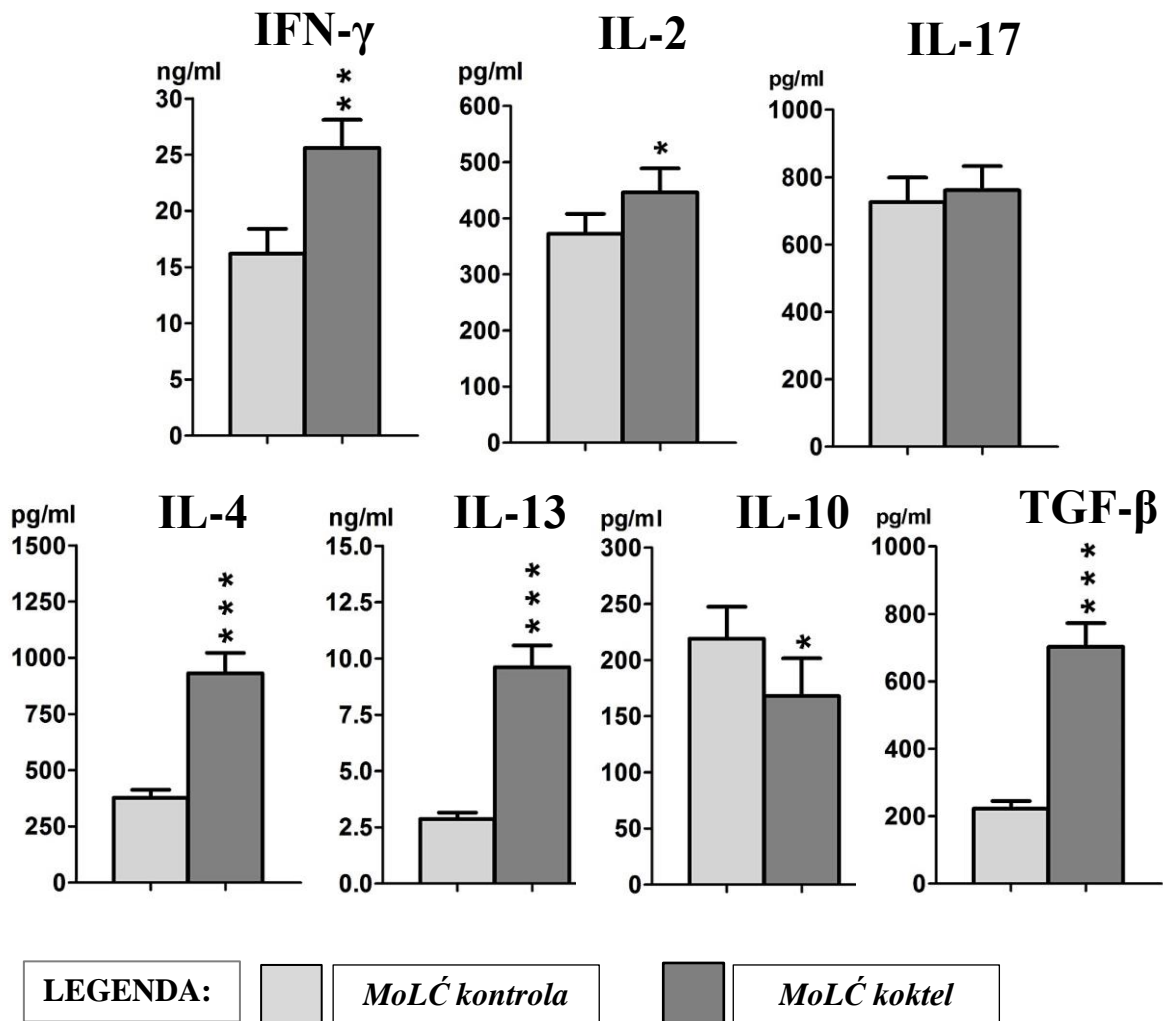 IFN-γ IL-2 IL-17
ng/ml pg/ml pg/ml
30 600 1000
25 500 800
20 400 600
15 300 400
10 200 200
5 100 0
0 0
** *
IL-4 IL-13 IL-10 TGF-β
pg/ml ng/ml pg/ml pg/ml
1500 15.0 300 1000
1250 12.5 250 800
1000 10.0 200 600
750 7.5 150 400
500 5.0 100 200
250 2.5 50 0
0 0.0 0
*** *** * ***
LEGENDA: MoLĆ kontrola MoLĆ koktel